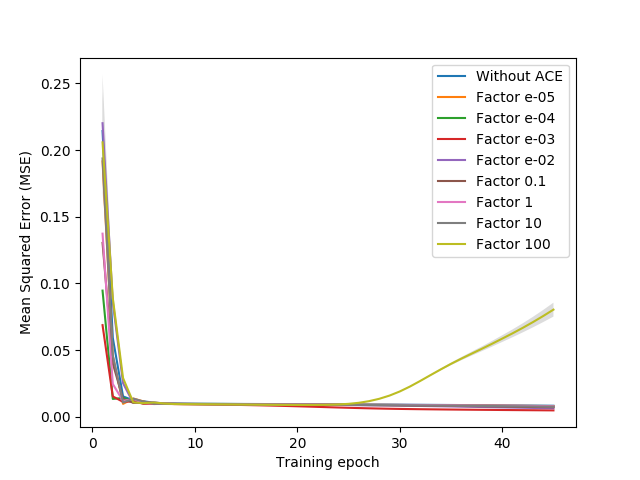 0.25
0.20
0.15
0.10
0.05
0.00
Mean Squared Error (MSE)
Without ACE
Factor e-05
Factor e-04
Factor e-03
Factor e-02
Factor 0.1
Factor 1
Factor 10
Factor 100
0 10 20 30 40
Training epoch